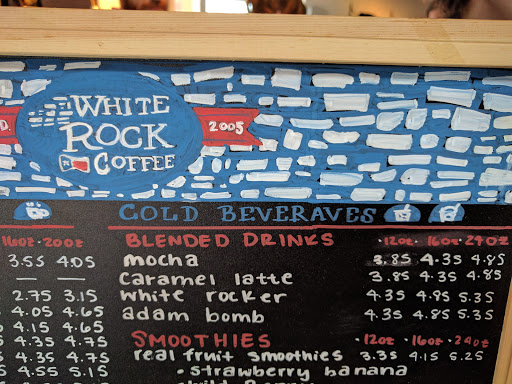 WHITE
ROCK
COFFEE
D. 2005
COLD BEVERAVES
16oz · 20oz
3.55 4.05
— —
2.75 3.15
4.05 4.65
4.15 4.65
4.35 4.75
4.35 4.75
4.55 5.15
BLENDED DRINKS ·12oz · 16oz · 24oz
mocha 3.85 4.35 4.85
caramel latte 3.85 4.35 4.85
white rocker 4.35 4.95 5.35
adam bomb 4.35 4.85 5.35
SMOOTHIES ·12oz · 16oz · 24oz
real fruit smoothies 3.35 4.15 5.25
· strawberry banana